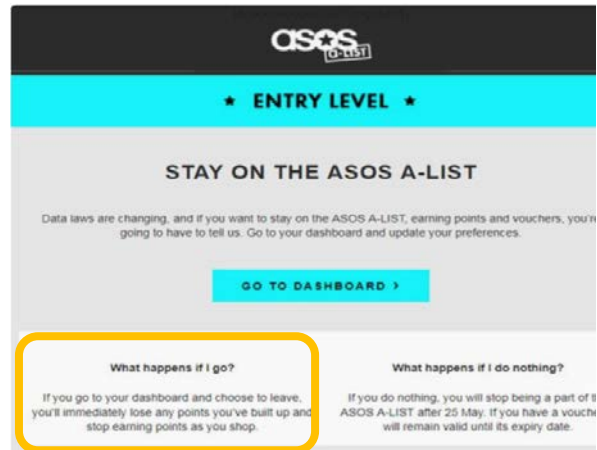 asos
A-LIST
★ ENTRY LEVEL ★
STAY ON THE ASOS A-LIST
Data laws are changing, and if you want to stay on the ASOS A-LIST, earning points and vouchers, you're
going to have to tell us. Go to your dashboard and update your preferences.
GO TO DASHBOARD >
What happens if I go?
If you go to your dashboard and choose to leave,
you'll immediately lose any points you've built up and
stop earning points as you shop.
What happens if I do nothing?
If you do nothing, you will stop being a part of
ASOS A-LIST after 25 May. If you have a
will remain valid until its expiry date.